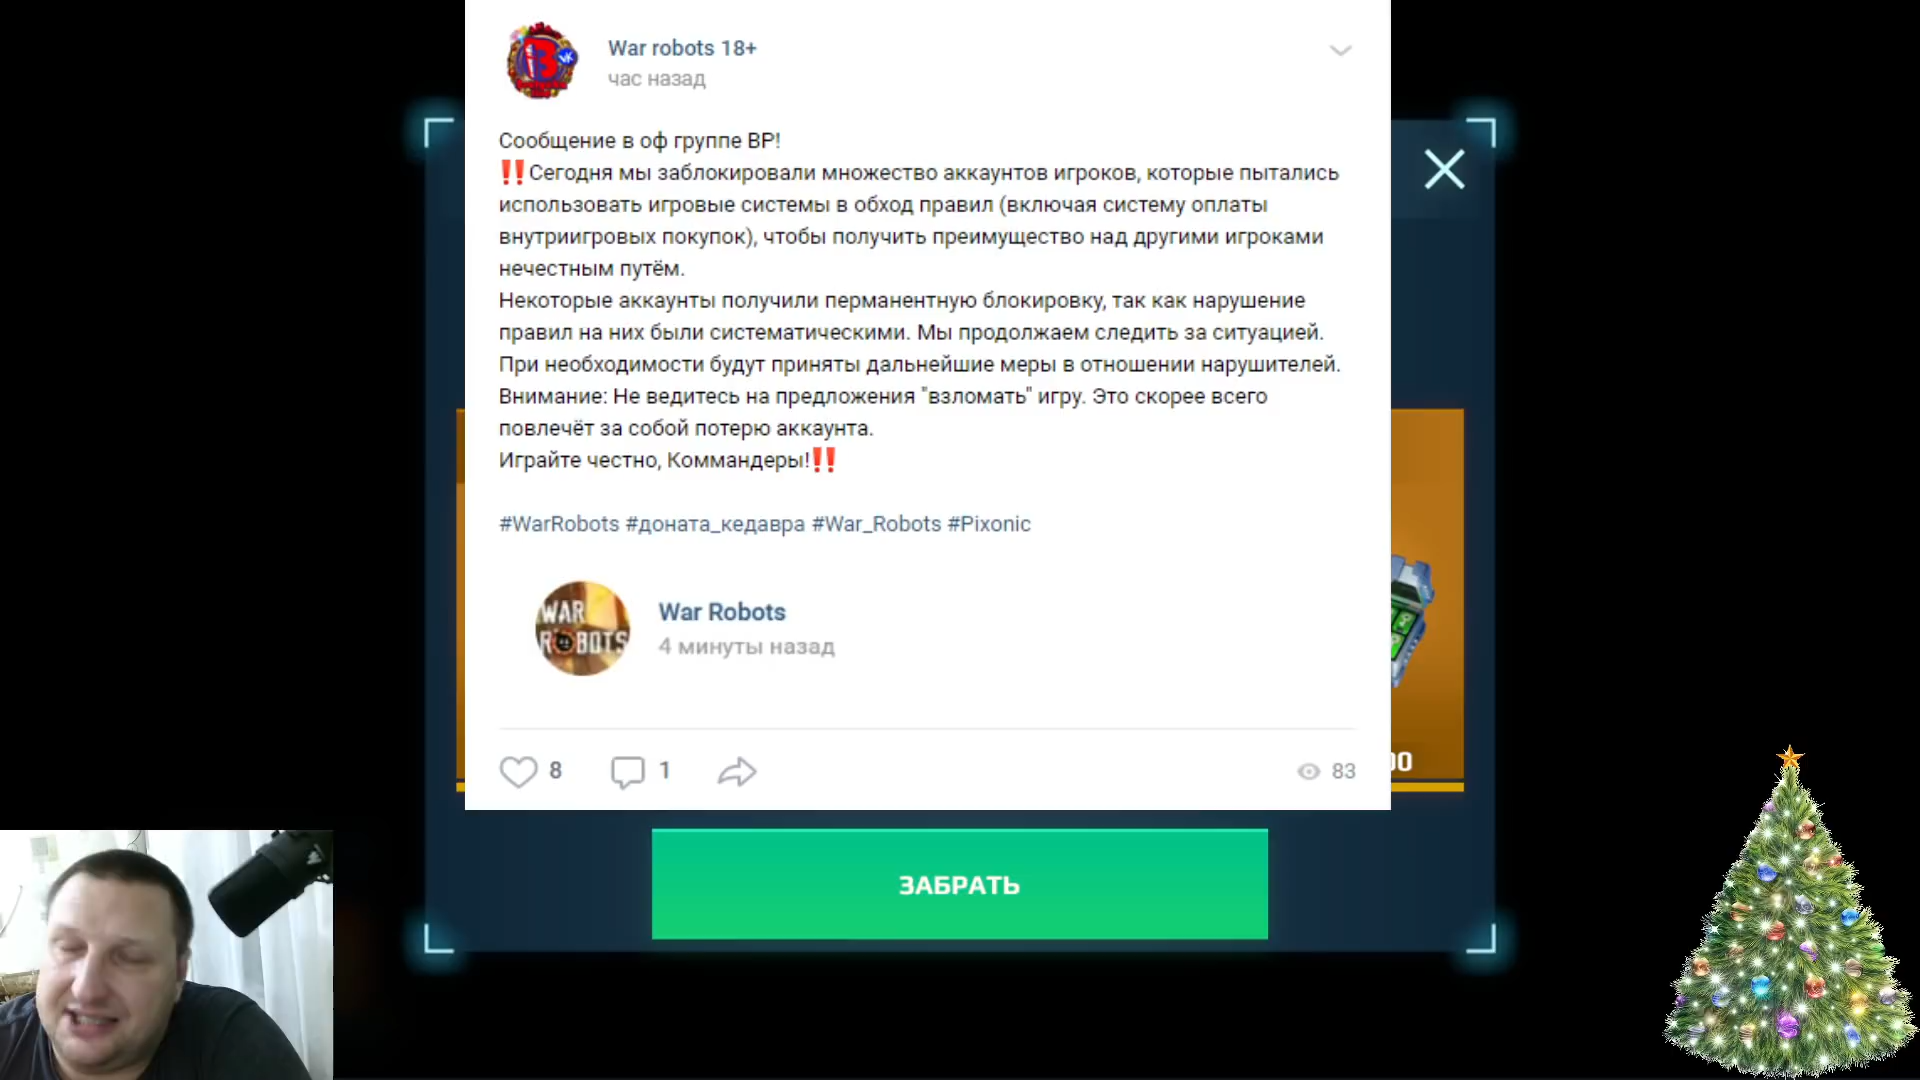 War robots 18+
час назад
Сообщение в оф группе ВР!
‼Сегодня мы заблокировали множество аккаунтов игроков, которые пытались
использовать игровые системы в обход правил (включая систему оплаты
внутриигровых покупок), чтобы получить преимущество над другими игроками
нечестным путём.
Некоторые аккаунты получили перманентную блокировку, так как нарушение
правил на них были систематическими. Мы продолжаем следить за ситуацией.
При необходимости будут приняты дальнейшие меры в отношении нарушителей.
Внимание: Не ведитесь на предложения "взломать" игру. Это скорее всего
повлечёт за собой потерю аккаунта.
Играйте честно, Коммандеры!‼
#WarRobots #доната_кедавра #War_Robots #Pixonic
WAR
ROBOTS
War Robots
4 минуты назад
8
1
83
ЗАБРАТЬ